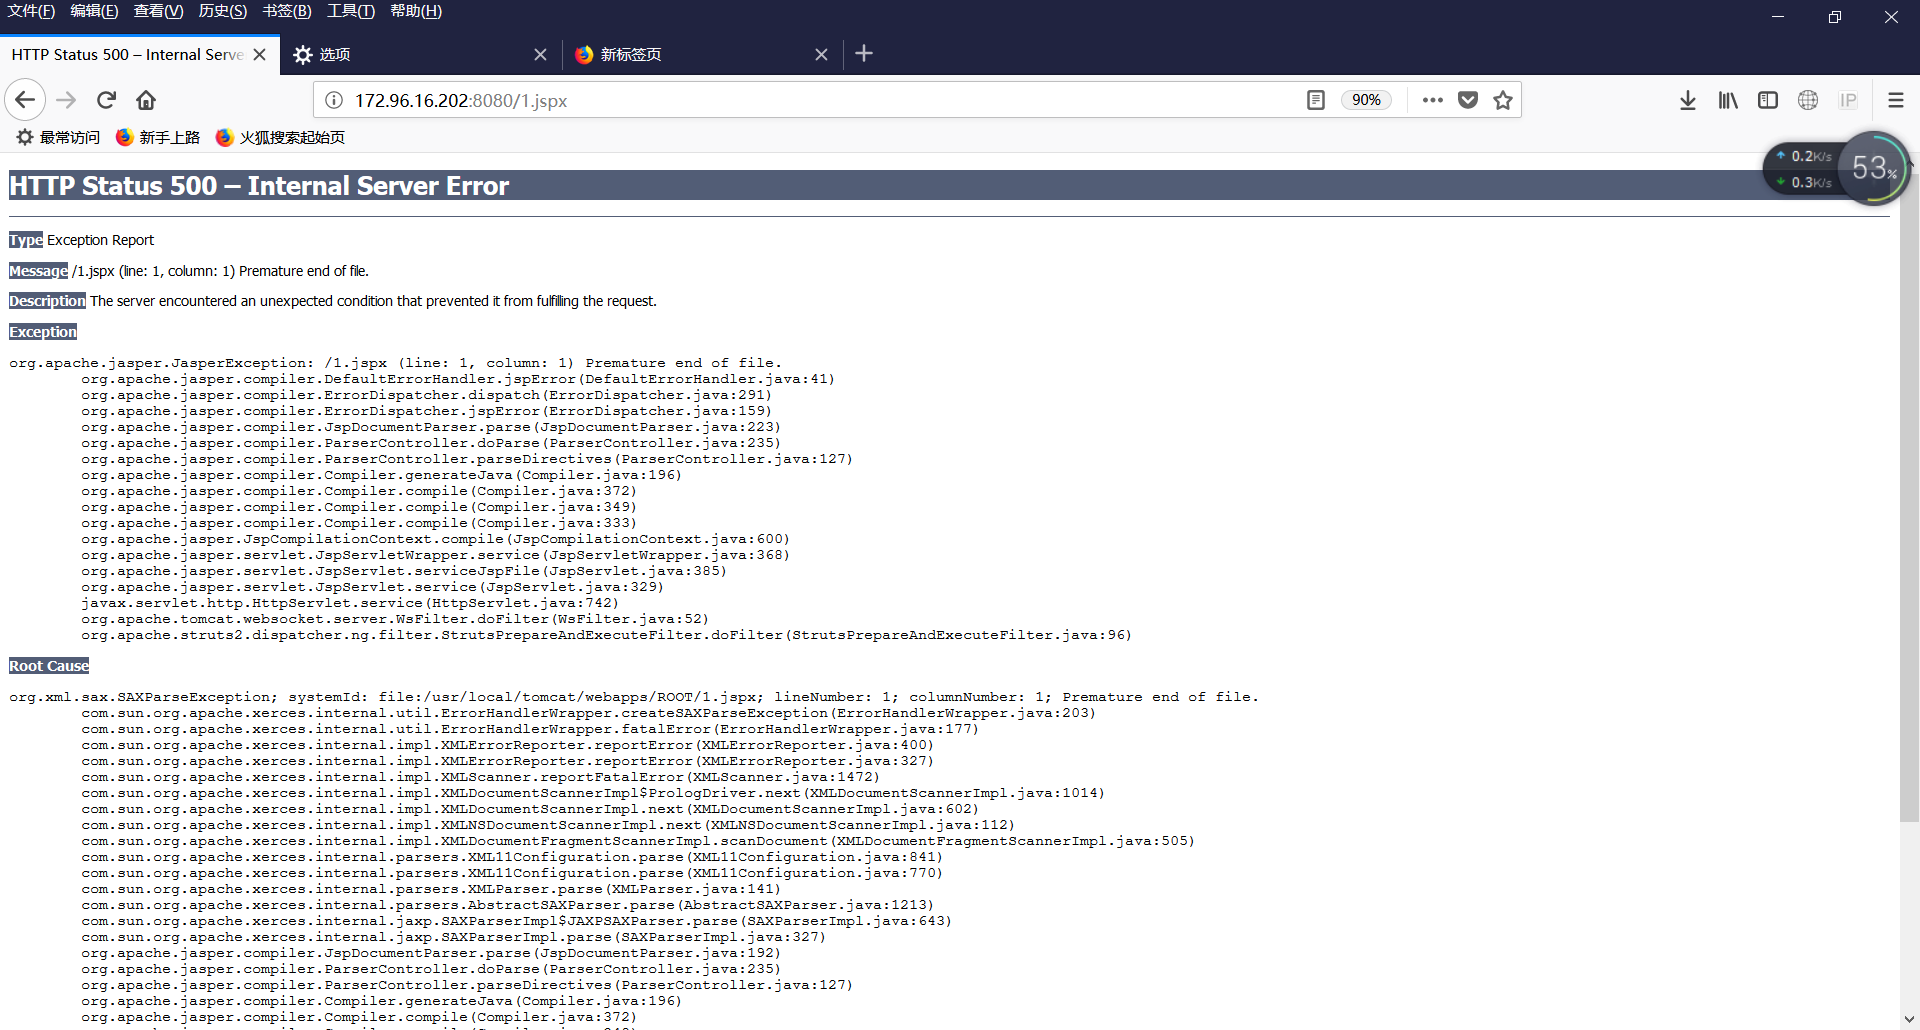 文件(F) 编辑(E) 查看(V) 历史(S) 书签(B) 工具(T) 帮助(H)
HTTP Status 500 – Internal Serve
选项
新标签页
172.96.16.202:8080/1.jspx
90%
IP
最常访问 新手上路 火狐搜索起始页
0.2K/s
0.3K/s
53%
HTTP Status 500 – Internal Server Error
Type Exception Report
Message /1.jspx (line: 1, column: 1) Premature end of file.
Description The server encountered an unexpected condition that prevented it from fulfilling the request.
Exception
org.apache.jasper.JasperException: /1.jspx (line: 1, column: 1) Premature end of file.
org.apache.jasper.compiler.DefaultErrorHandler.jspError(DefaultErrorHandler.java:41)
org.apache.jasper.compiler.ErrorDispatcher.dispatch(ErrorDispatcher.java:291)
org.apache.jasper.compiler.ErrorDispatcher.jspError(ErrorDispatcher.java:159)
org.apache.jasper.compiler.JspDocumentParser.parse(JspDocumentParser.java:223)
org.apache.jasper.compiler.ParserController.doParse(ParserController.java:235)
org.apache.jasper.compiler.ParserController.parseDirectives(ParserController.java:127)
org.apache.jasper.compiler.Compiler.generateJava(Compiler.java:196)
org.apache.jasper.compiler.Compiler.compile(Compiler.java:372)
org.apache.jasper.compiler.Compiler.compile(Compiler.java:349)
org.apache.jasper.compiler.Compiler.compile(Compiler.java:333)
org.apache.jasper.JspCompilationContext.compile(JspCompilationContext.java:600)
org.apache.jasper.servlet.JspServletWrapper.service(JspServletWrapper.java:368)
org.apache.jasper.servlet.JspServlet.serviceJspFile(JspServlet.java:385)
org.apache.jasper.servlet.JspServlet.service(JspServlet.java:329)
javax.servlet.http.HttpServlet.service(HttpServlet.java:742)
org.apache.tomcat.websocket.server.WsFilter.doFilter(WsFilter.java:52)
org.apache.struts2.dispatcher.ng.filter.StrutsPrepareAndExecuteFilter.doFilter(StrutsPrepareAndExecuteFilter.java:96)
Root Cause
org.xml.sax.SAXParseException; systemId: file:/usr/local/tomcat/webapps/ROOT/1.jspx; lineNumber: 1; columnNumber: 1; Premature end of file.
com.sun.org.apache.xerces.internal.util.ErrorHandlerWrapper.createSAXParseException(ErrorHandlerWrapper.java:203)
com.sun.org.apache.xerces.internal.util.ErrorHandlerWrapper.fatalError(ErrorHandlerWrapper.java:177)
com.sun.org.apache.xerces.internal.impl.XMLErrorReporter.reportError(XMLErrorReporter.java:400)
com.sun.org.apache.xerces.internal.impl.XMLErrorReporter.reportError(XMLErrorReporter.java:327)
com.sun.org.apache.xerces.internal.impl.XMLScanner.reportFatalError(XMLScanner.java:1472)
com.sun.org.apache.xerces.internal.impl.XMLDocumentScannerImpl$PrologDriver.next(XMLDocumentScannerImpl.java:1014)
com.sun.org.apache.xerces.internal.impl.XMLDocumentScannerImpl.next(XMLDocumentScannerImpl.java:602)
com.sun.org.apache.xerces.internal.impl.XMLNSDocumentScannerImpl.next(XMLNSDocumentScannerImpl.java:112)
com.sun.org.apache.xerces.internal.impl.XMLDocumentFragmentScannerImpl.scanDocument(XMLDocumentFragmentScannerImpl.java:505)
com.sun.org.apache.xerces.internal.parsers.XML11Configuration.parse(XML11Configuration.java:841)
com.sun.org.apache.xerces.internal.parsers.XML11Configuration.parse(XML11Configuration.java:770)
com.sun.org.apache.xerces.internal.parsers.XMLParser.parse(XMLParser.java:141)
com.sun.org.apache.xerces.internal.parsers.AbstractSAXParser.parse(AbstractSAXParser.java:1213)
com.sun.org.apache.xerces.internal.jaxp.SAXParserImpl$JAXPSAXParser.parse(SAXParserImpl.java:643)
com.sun.org.apache.xerces.internal.jaxp.SAXParserImpl.parse(SAXParserImpl.java:327)
org.apache.jasper.compiler.JspDocumentParser.parse(JspDocumentParser.java:192)
org.apache.jasper.compiler.ParserController.doParse(ParserController.java:235)
org.apache.jasper.compiler.ParserController.parseDirectives(ParserController.java:127)
org.apache.jasper.compiler.Compiler.generateJava(Compiler.java:196)
org.apache.jasper.compiler.Compiler.compile(Compiler.java:372)